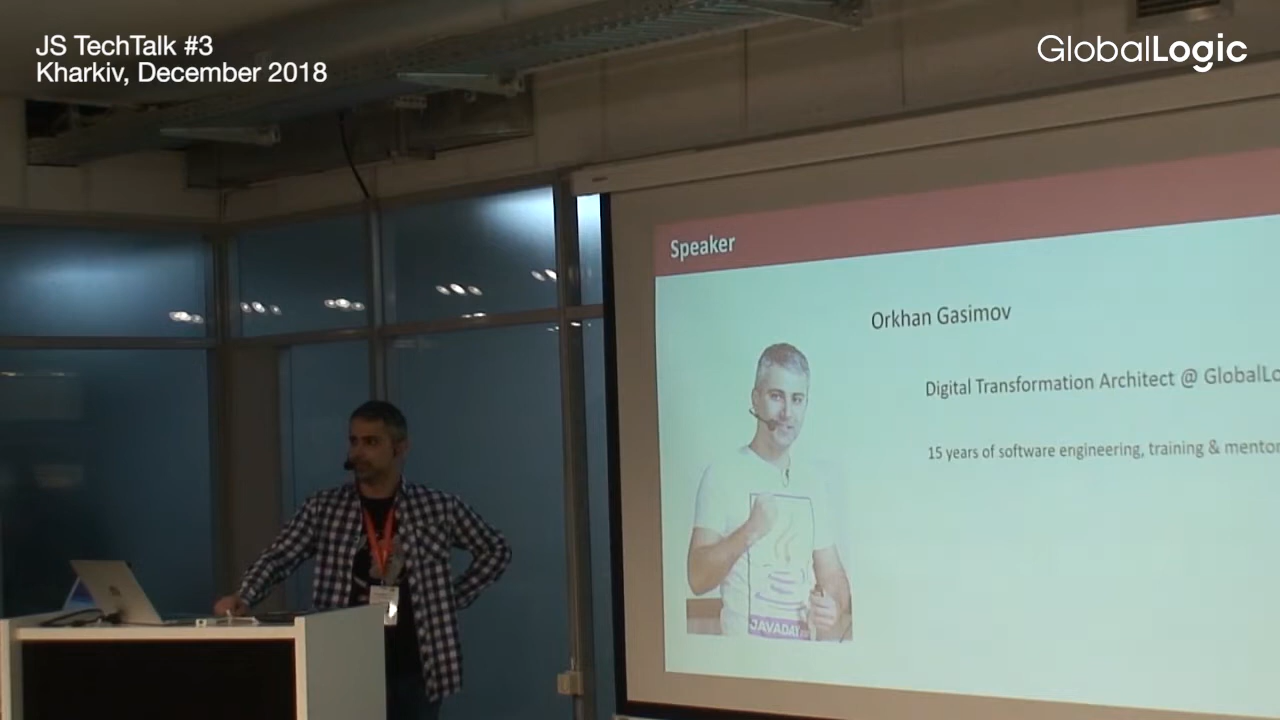 JS TechTalk #3
Kharkiv, December 2018
GlobalLogic
Speaker
Orkhan Gasimov
Digital Transformation Architect @ GlobalLo
15 years of software engineering, training & mentor
JAVADAY